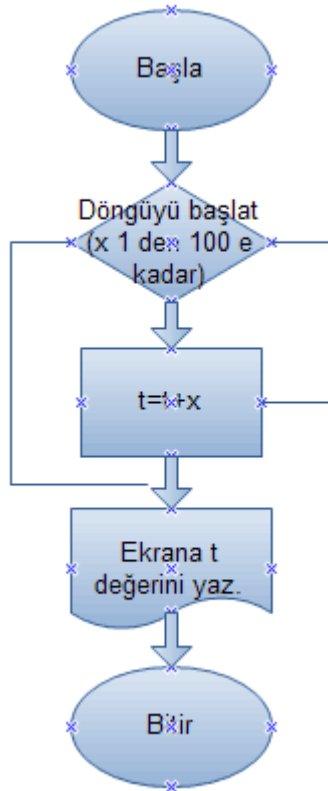 Başla
Döngüyü başlat
(x 1 den 100 e
kadar)
t=t+x
Ekrana t
değerini yaz.
Bitir